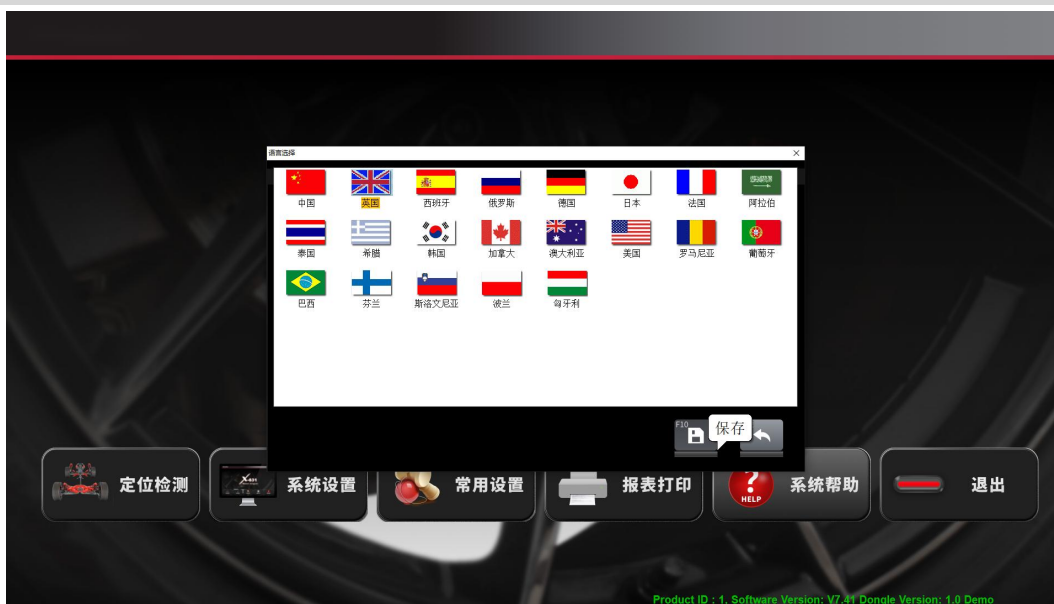 语言选择
中国 英国 西班牙 俄罗斯 德国 日本 法国 阿拉伯
泰国 希腊 韩国 加拿大 澳大利亚 美国 罗马尼亚 葡萄牙
巴西 芬兰 斯洛文尼亚 波兰 匈牙利
F10 保存
定位检测 系统设置 常用设置 报表打印 HELP 系统帮助 退出
Product ID : 1, Software Version: V7.41 Dongle Version: 1.0 Demo